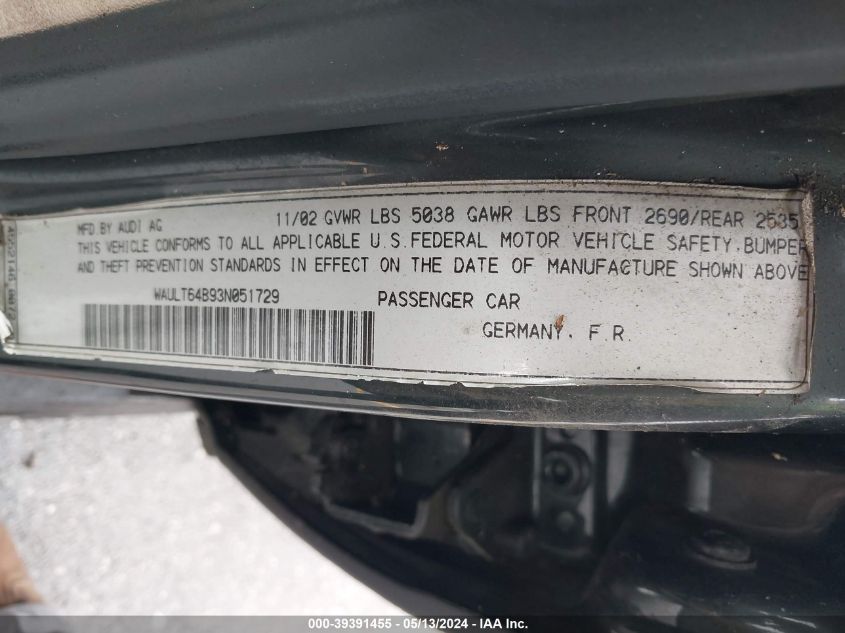 MFD BY AUDI AG 11/02 GVWR LBS 5038 GAWR LBS FRONT 2690/REAR 2535
THIS VEHICLE CONFORMS TO ALL APPLICABLE U.S.FEDERAL MOTOR VEHICLE SAFETY.BUMPER
AND THEFT PREVENTION STANDARDS IN EFFECT ON THE DATE OF MANUFACTURE SHOWN ABOVE
WAULT64B93N051729 PASSENGER CAR
GERMANY. F.R.
000-39391455 - 05/13/2024 - IAA, Inc.